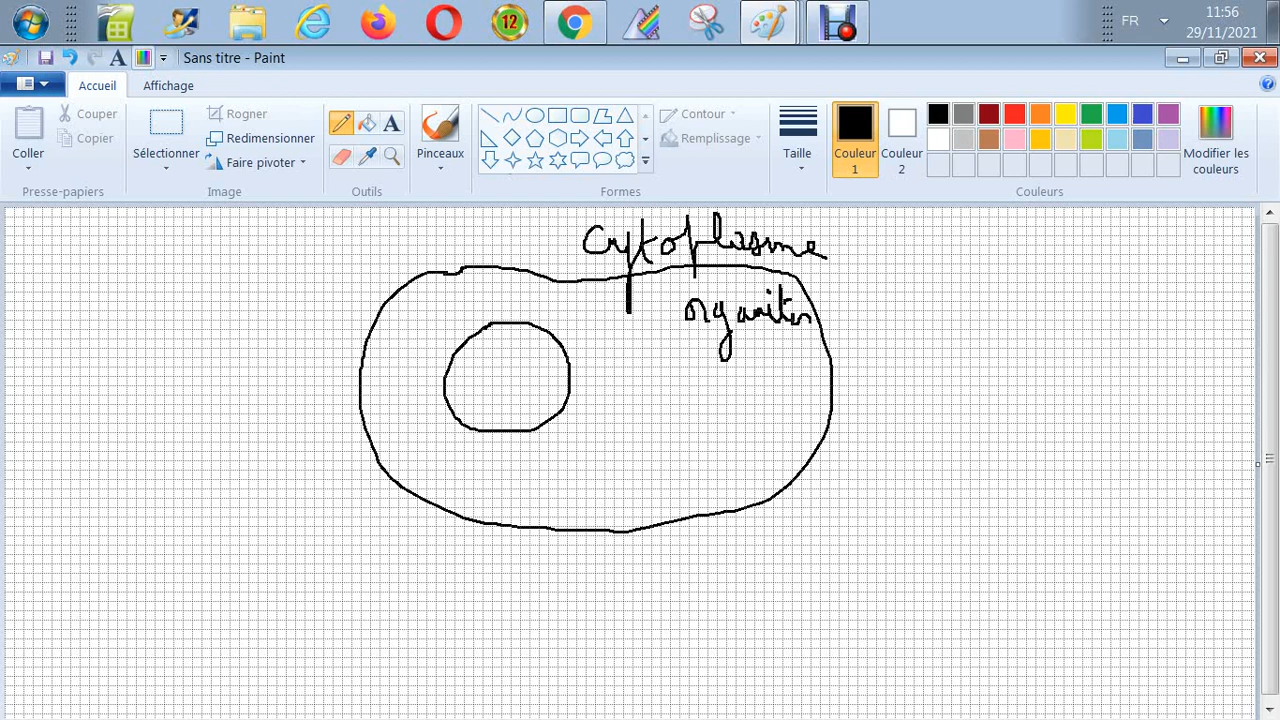 12
FR
11:56
29/11/2021
Sans titre - Paint
Accueil
Affichage
Coller
Couper
Copier
Presse-papiers
Sélectionner
Rogner
Redimensionner
Faire pivoter
Image
Outils
Pinceaux
Contour
Remplissage
Formes
Taille
Couleur 1
Couleur 2
Modifier les couleurs
Couleurs
Cytoplasme